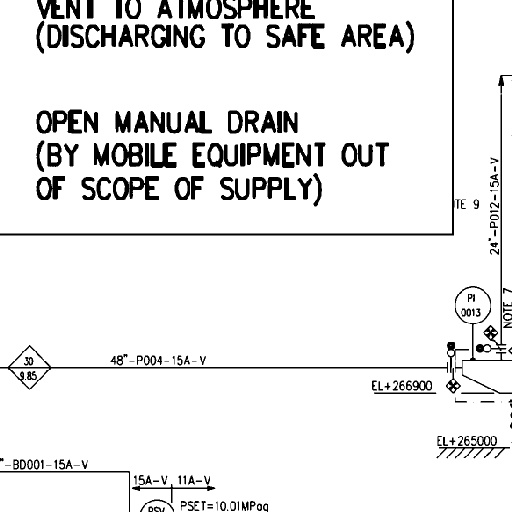 VENT TO ATMOSPHERE
(DISCHARGING TO SAFE AREA)
OPEN MANUAL DRAIN
(BY MOBILE EQUIPMENT OUT
OF SCOPE OF SUPPLY)
TE 9
24"-P012-15A-V
PI
0013
NOTE 7
30
9.85
48"-P004-15A-V
EL+266900
EL+265000
"-BD001-15A-V
15A-V 11A-V
PSV
PSET=10.01MPag